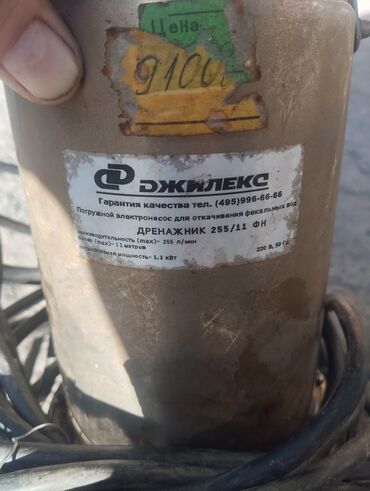 Цена
9100
ДЖИЛЕКС
Гарантия качества тел. (495)996-66-66
Погружной электронасос для откачивания фекальных вод
ДРЕНАЖНИК 255/11 ФН
производительность (max)- 255 л/мин
(max)- 11 метров
мощность- 1,1 кВт
220 В, 50 Гц